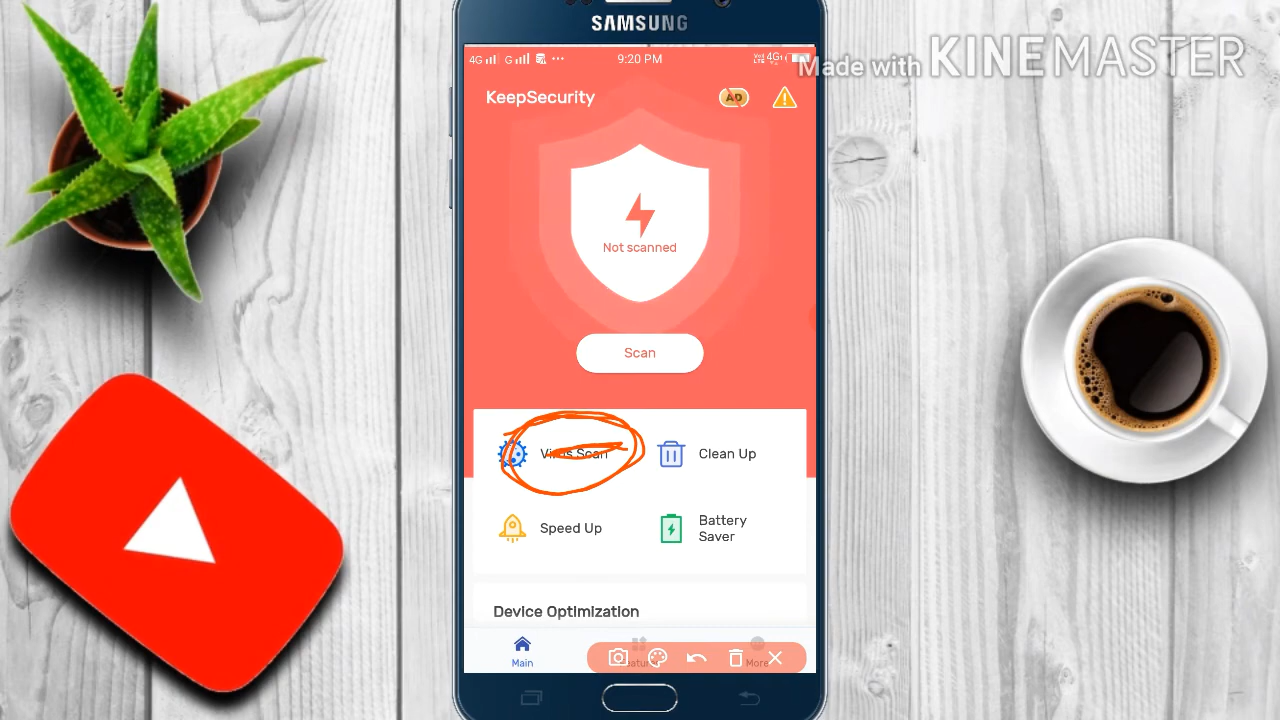 SAMSUNG
Made with KINEMASTER
4G G 9:20 PM 4G
KeepSecurity AD
Not scanned
Scan
Virus Scan
Clean Up
Speed Up
Battery
Saver
Device Optimization
Main
More